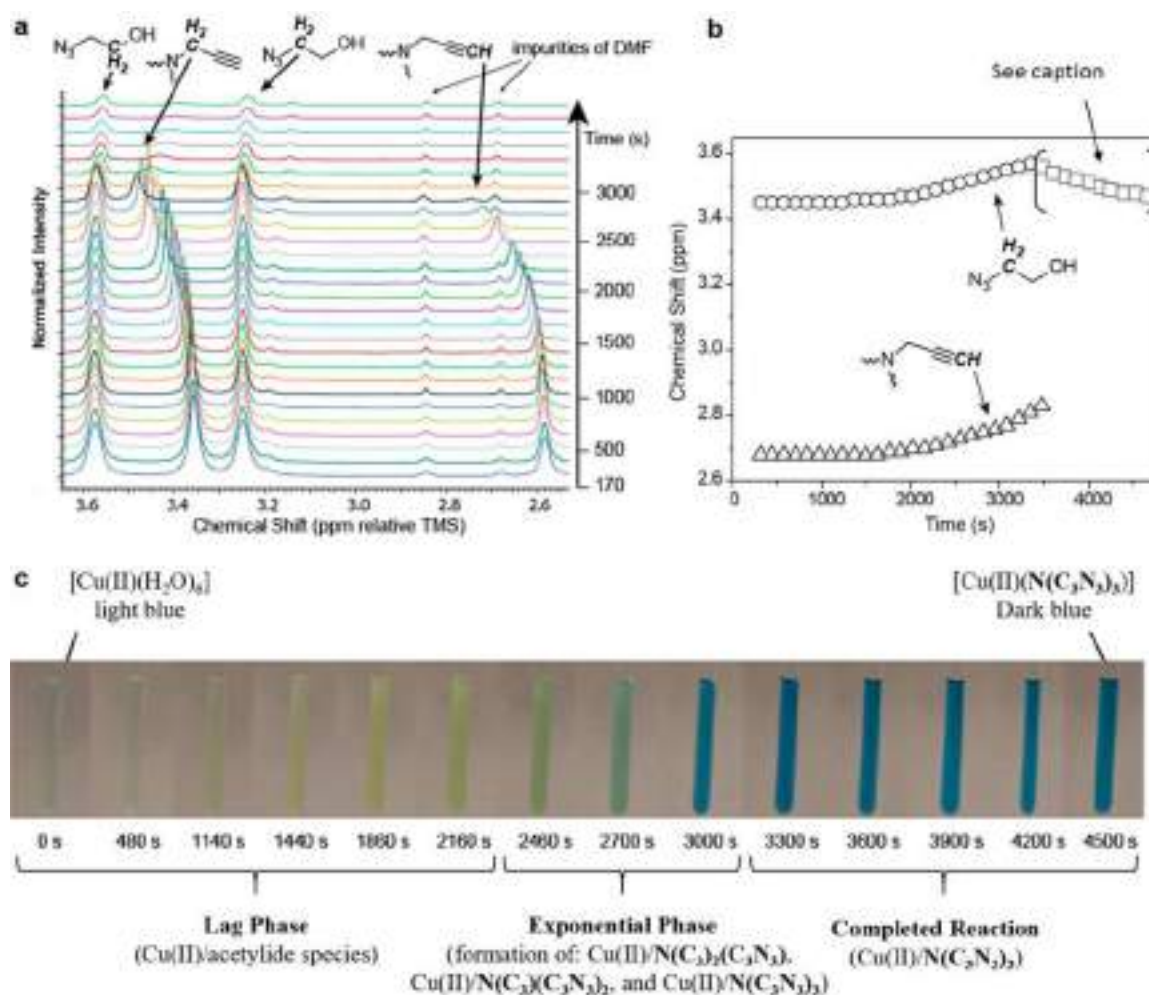 a
b
N₃
OH
H₂
H₂
N
H₂
N₃
OH
N
CH
impurities of DMF
See caption
Time (s)
3000
2500
2000
1500
1000
500
170
Normalized Intensity
3.6
3.4
3.2
3.0
2.8
2.6
Chemical Shift (ppm relative TMS)
Chemical Shift (ppm)
3.6
3.4
3.2
3.0
2.8
2.6
H₂
C
N₃
OH
N
CH
0
1000
2000
3000
4000
Time (s)
c
[Cu(II)(H₂O)₆]
light blue
[Cu(II)(N(C₃N₃)₃)]
Dark blue
0 s 480 s 1140 s 1440 s 1860 s 2160 s 2460 s 2700 s 3000 s 3300 s 3600 s 3900 s 4200 s 4500 s
Lag Phase
(Cu(II)/acetylide species)
Exponential Phase
(formation of: Cu(II)/N(C₃)₂(C₃N₃),
Cu(II)/N(C₃)(C₃N₃)₂, and Cu(II)/N(C₃N₃)₃)
Completed Reaction
(Cu(II)/N(C₃N₃)₃)